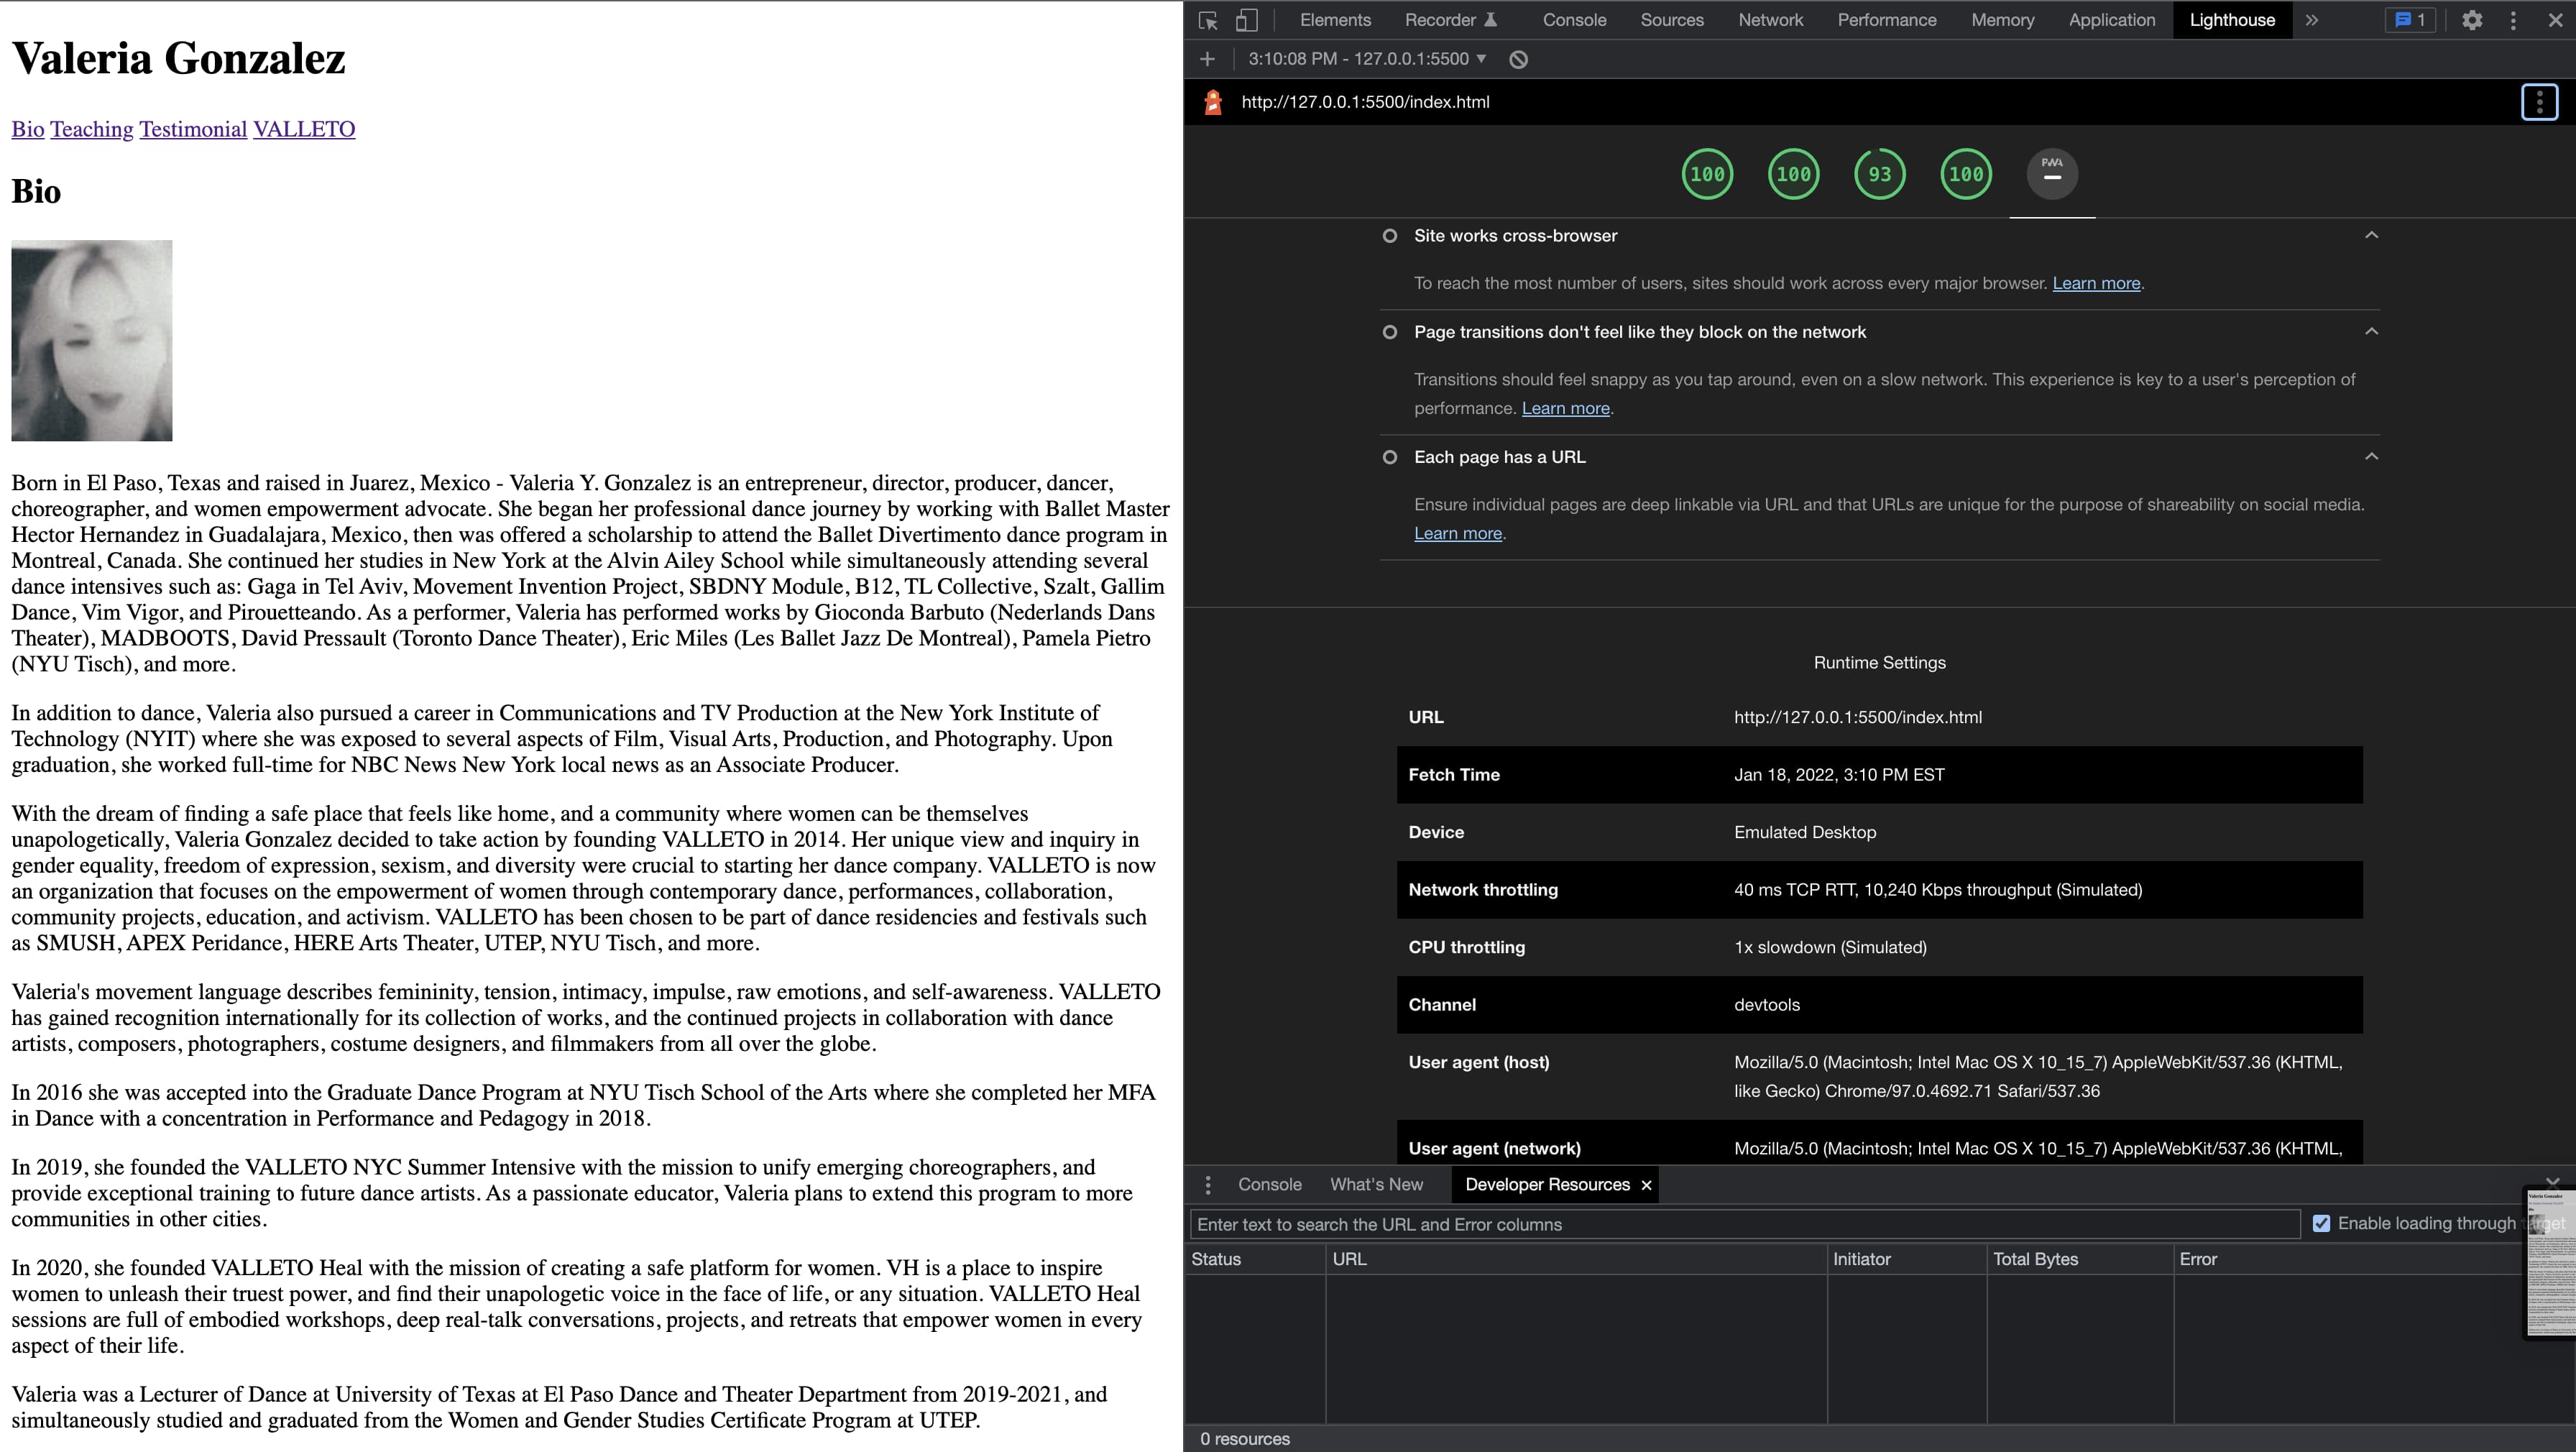 Valeria Gonzalez
Bio Teaching Testimonial VALLETO
Bio
Born in El Paso, Texas and raised in Juarez, Mexico - Valeria Y. Gonzalez is an entrepreneur, director, producer, dancer,
choreographer, and women empowerment advocate. She began her professional dance journey by working with Ballet Master
Hector Hernandez in Guadalajara, Mexico, then was offered a scholarship to attend the Ballet Divertimento dance program in
Montreal, Canada. She continued her studies in New York at the Alvin Ailey School while simultaneously attending several
dance intensives such as: Gaga in Tel Aviv, Movement Invention Project, SBDNY Module, B12, TL Collective, Szalt, Gallim
Dance, Vim Vigor, and Pirouetteando. As a performer, Valeria has performed works by Gioconda Barbuto (Nederlands Dans
Theater), MADBOOTS, David Pressault (Toronto Dance Theater), Eric Miles (Les Ballet Jazz De Montreal), Pamela Pietro
(NYU Tisch), and more.
In addition to dance, Valeria also pursued a career in Communications and TV Production at the New York Institute of
Technology (NYIT) where she was exposed to several aspects of Film, Visual Arts, Production, and Photography. Upon
graduation, she worked full-time for NBC News New York local news as an Associate Producer.
With the dream of finding a safe place that feels like home, and a community where women can be themselves
unapologetically, Valeria Gonzalez decided to take action by founding VALLETO in 2014. Her unique view and inquiry in
gender equality, freedom of expression, sexism, and diversity were crucial to starting her dance company. VALLETO is now
an organization that focuses on the empowerment of women through contemporary dance, performances, collaboration,
community projects, education, and activism. VALLETO has been chosen to be part of dance residencies and festivals such
as SMUSH, APEX Peridance, HERE Arts Theater, UTEP, NYU Tisch, and more.
Valeria's movement language describes femininity, tension, intimacy, impulse, raw emotions, and self-awareness. VALLETO
has gained recognition internationally for its collection of works, and the continued projects in collaboration with dance
artists, composers, photographers, costume designers, and filmmakers from all over the globe.
In 2016 she was accepted into the Graduate Dance Program at NYU Tisch School of the Arts where she completed her MFA
in Dance with a concentration in Performance and Pedagogy in 2018.
In 2019, she founded the VALLETO NYC Summer Intensive with the mission to unify emerging choreographers, and
provide exceptional training to future dance artists. As a passionate educator, Valeria plans to extend this program to more
communities in other cities.
In 2020, she founded VALLETO Heal with the mission of creating a safe platform for women. VH is a place to inspire
women to unleash their truest power, and find their unapologetic voice in the face of life, or any situation. VALLETO Heal
sessions are full of embodied workshops, deep real-talk conversations, projects, and retreats that empower women in every
aspect of their life.
Valeria was a Lecturer of Dance at University of Texas at El Paso Dance and Theater Department from 2019-2021, and
simultaneously studied and graduated from the Women and Gender Studies Certificate Program at UTEP.
Elements Recorder Console Sources Network Performance Memory Application Lighthouse » 1
3:10:08 PM - 127.0.0.1:5500
http://127.0.0.1:5500/index.html
100 100 93 100 PWA
Site works cross-browser
To reach the most number of users, sites should work across every major browser. Learn more.
Page transitions don't feel like they block on the network
Transitions should feel snappy as you tap around, even on a slow network. This experience is key to a user's perception of
performance. Learn more.
Each page has a URL
Ensure individual pages are deep linkable via URL and that URLs are unique for the purpose of shareability on social media.
Learn more.
Runtime Settings
URL http://127.0.0.1:5500/index.html
Fetch Time Jan 18, 2022, 3:10 PM EST
Device Emulated Desktop
Network throttling 40 ms TCP RTT, 10,240 Kbps throughput (Simulated)
CPU throttling 1x slowdown (Simulated)
Channel devtools
User agent (host) Mozilla/5.0 (Macintosh; Intel Mac OS X 10_15_7) AppleWebKit/537.36 (KHTML,
like Gecko) Chrome/97.0.4692.71 Safari/537.36
User agent (network) Mozilla/5.0 (Macintosh; Intel Mac OS X 10_15_7) AppleWebKit/537.36 (KHTML,
Console What's New Developer Resources
Enter text to search the URL and Error columns Enable loading through
Status URL Initiator Total Bytes Error
0 resources